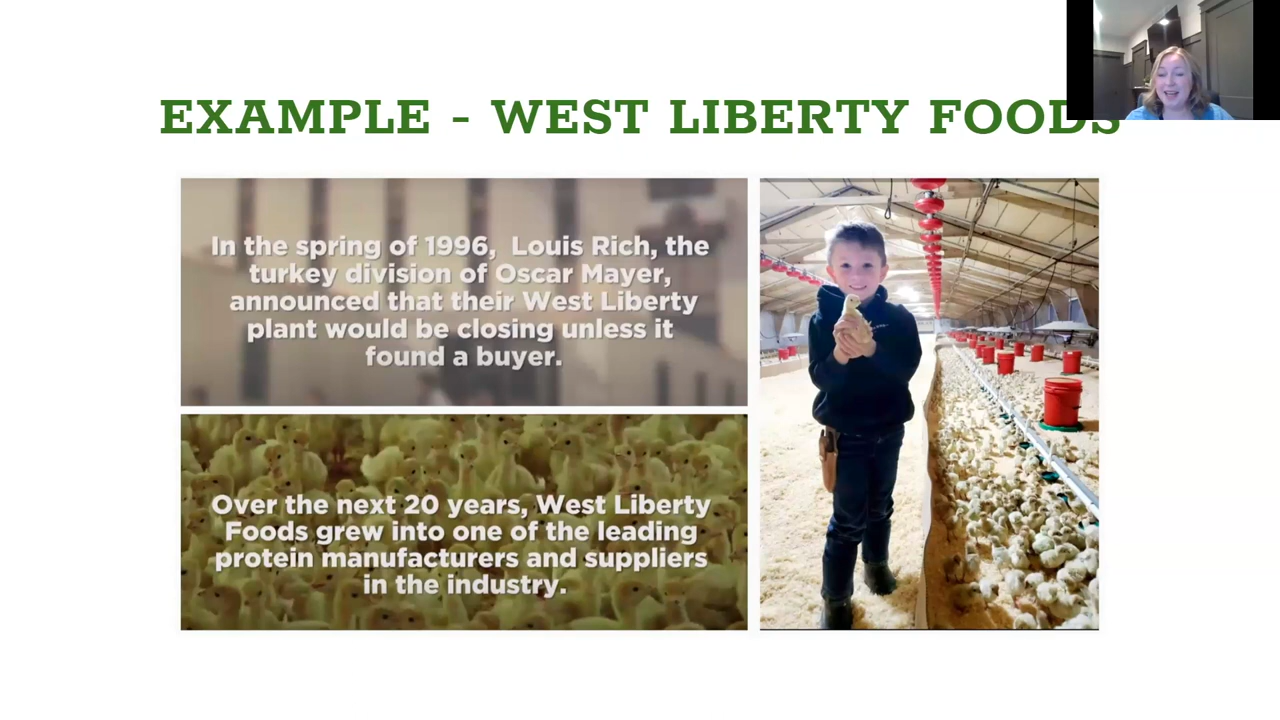 EXAMPLE - WEST LIBERTY FOODS
In the spring of 1996, Louis Rich, the
turkey division of Oscar Mayer,
announced that their West Liberty
plant would be closing unless it
found a buyer.
Over the next 20 years, West Liberty
Foods grew into one of the leading
protein manufacturers and suppliers
in the industry.